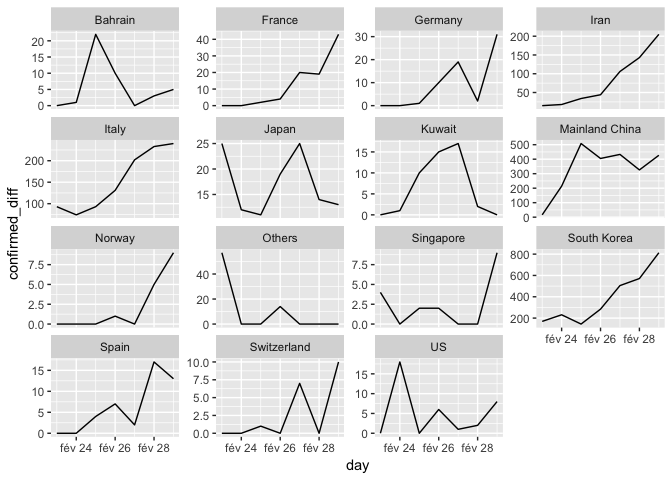 Bahrain
France
Germany
Iran
20
15
10
5
0
40
30
20
10
0
30
20
10
0
200
150
100
50
Italy
Japan
Kuwait
Mainland China
200
150
100
25
20
15
15
10
5
0
500
400
300
200
100
0
Norway
Others
Singapore
South Korea
7.5
5.0
2.5
0.0
40
20
0
7.5
5.0
2.5
0.0
800
600
400
200
fév 24 fév 26 fév 28
Spain
Switzerland
US
15
10
5
0
10.0
7.5
5.0
2.5
0.0
15
10
5
0
fév 24 fév 26 fév 28
fév 24 fév 26 fév 28
fév 24 fév 26 fév 28
confirmed_diff
day